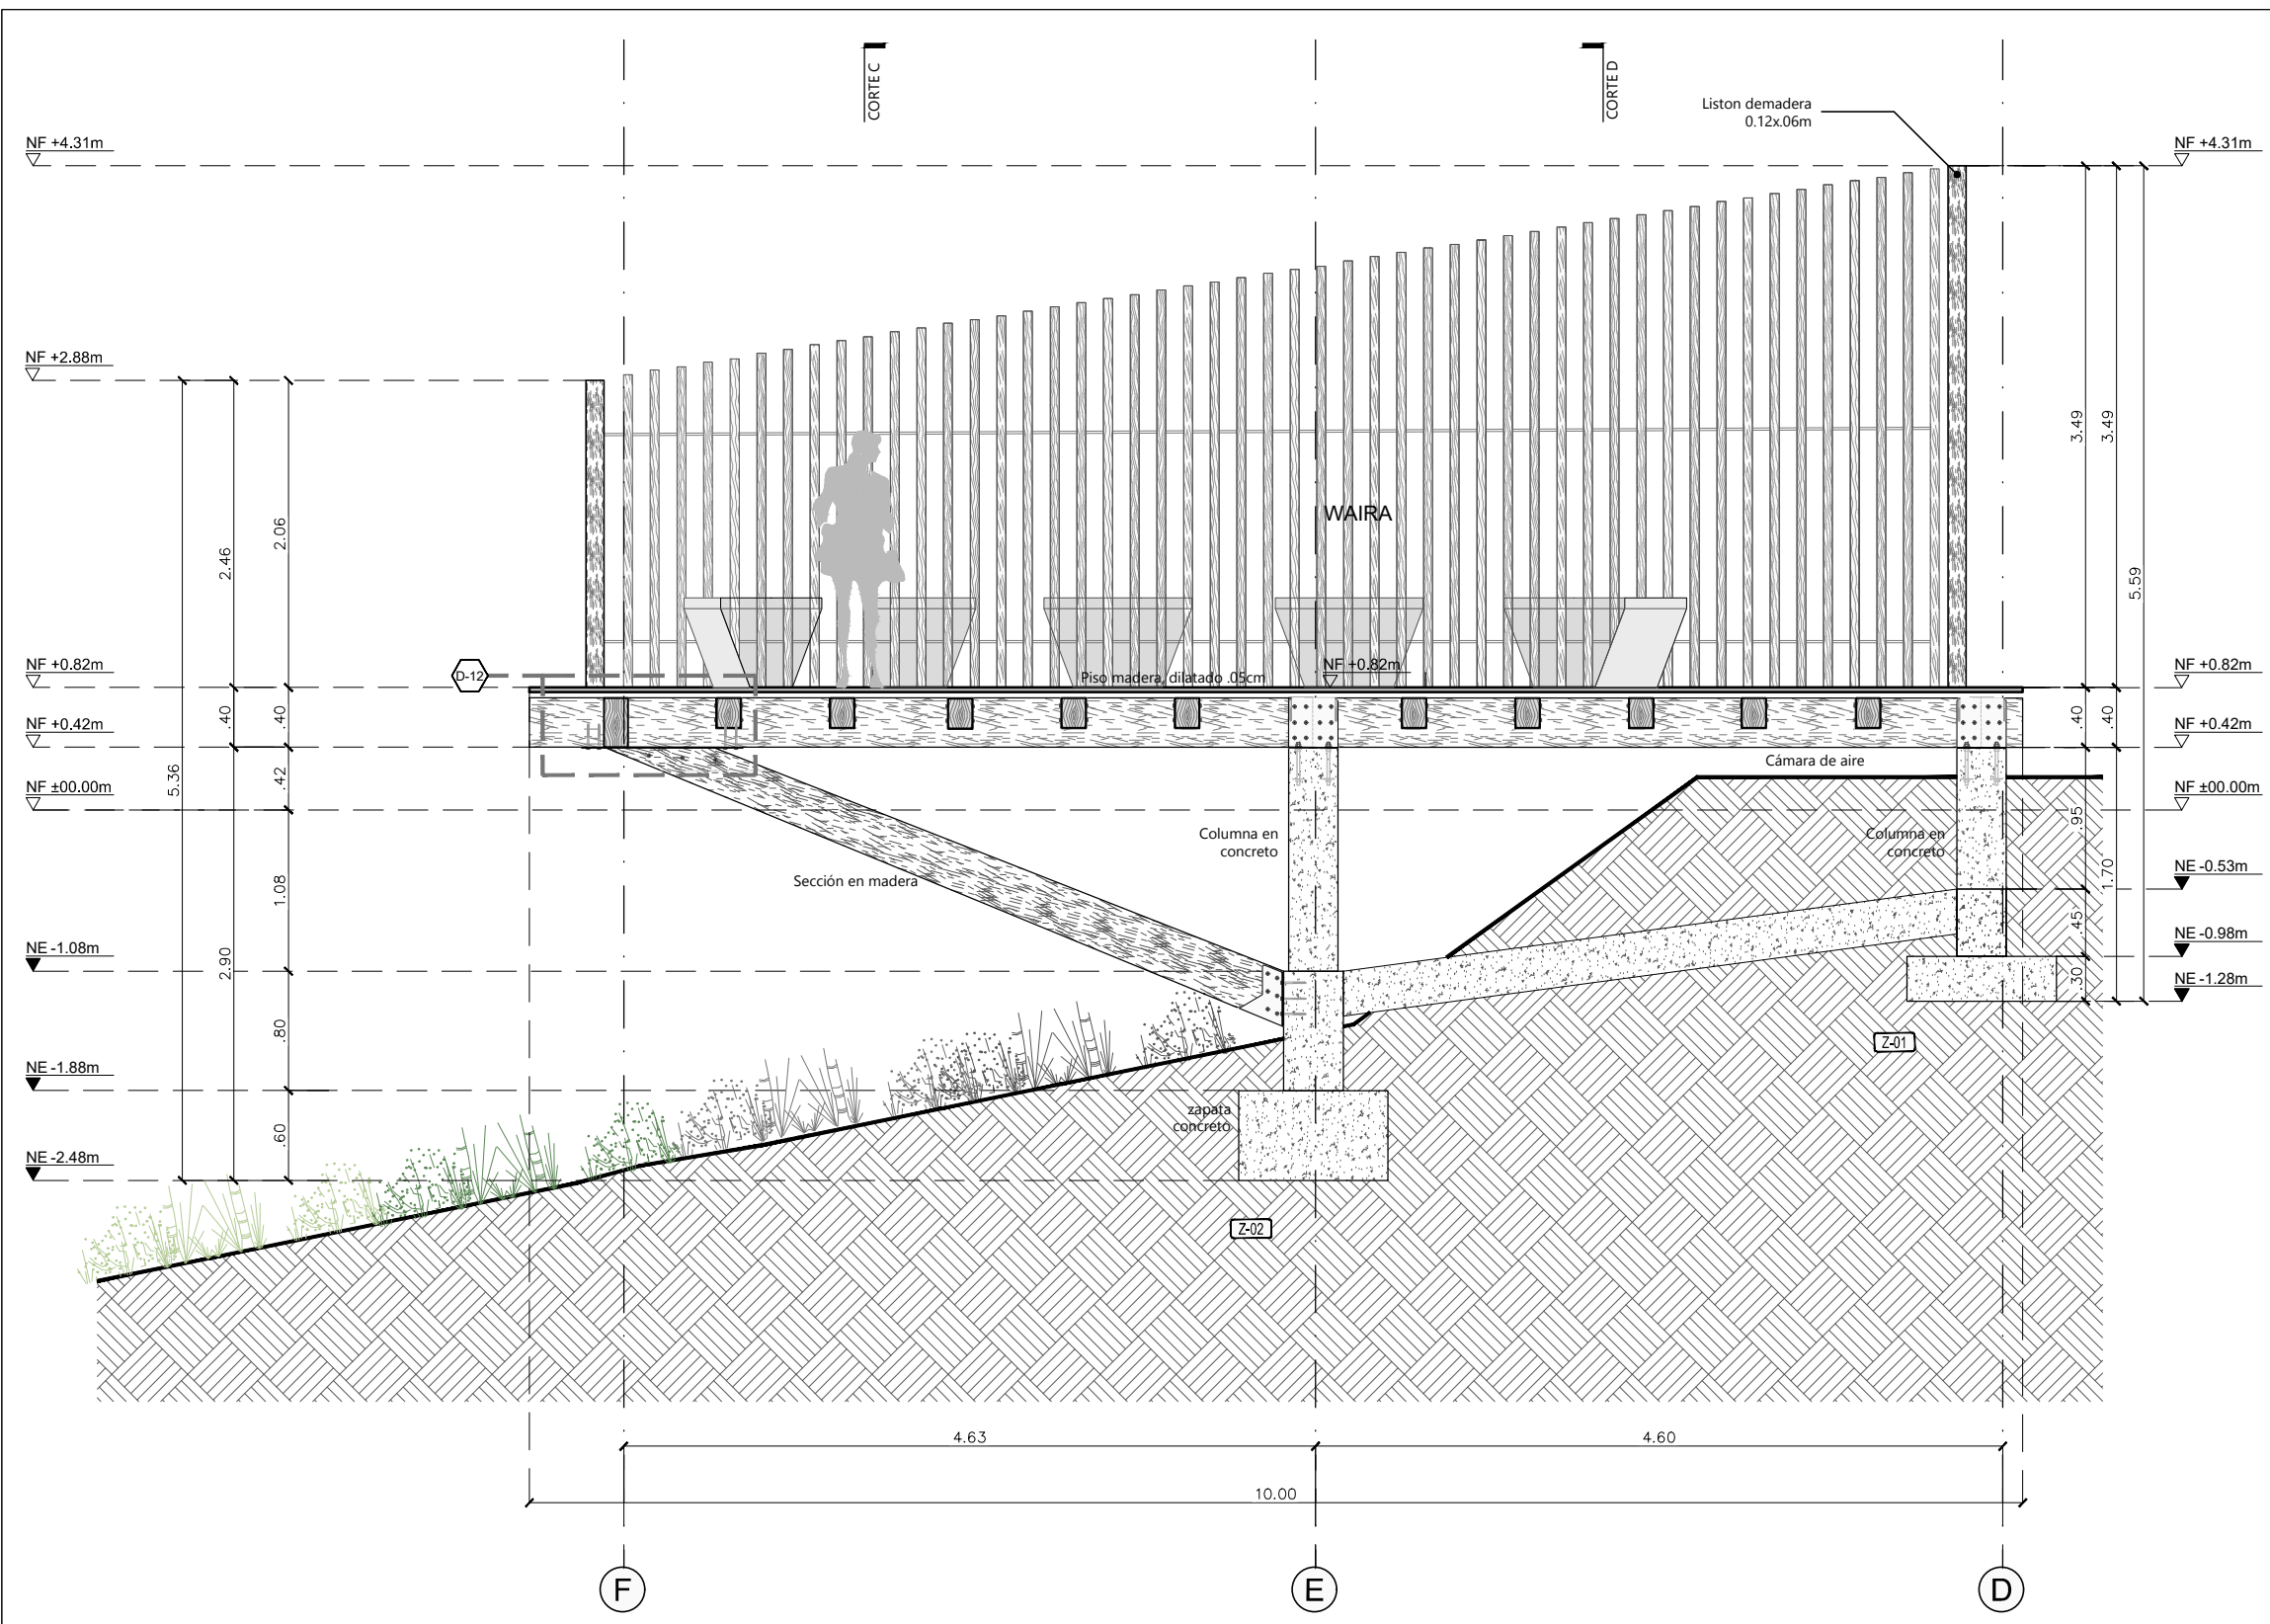 CORTE C
CORTE D
Liston demadera
0.12x.06m
NF +4.31m
NF +4.31m
NF +2.88m
3.49
3.49
5.59
2.06
2.46
WAIRA
NF +0.82m
D-12
Piso madera, dilatado .05cm
NF +0.82m
NF +0.82m
.40
.40
NF +0.42m
.40
.40
NF +0.42m
Cámara de aire
5.36
.42
NF ±00.00m
NF ±00.00m
Columna en
concreto
.95
Columna en
concreto
Sección en madera
1.08
1.70
NE -0.53m
2.90
.45
NE -0.98m
NE -1.08m
.30
NE -1.28m
.80
Z-01
NE -1.88m
zapata
concreto
.60
NE -2.48m
Z-02
4.63
4.60
10.00
F
E
D